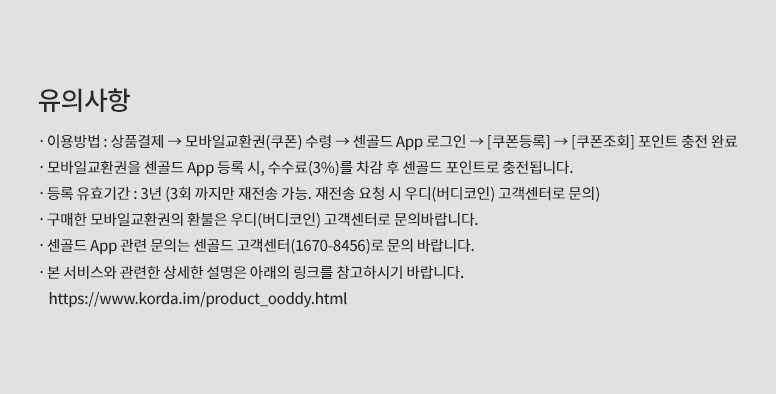 유의사항
· 이용방법 : 상품결제 → 모바일교환권(쿠폰) 수령 → 센골드 App 로그인 → [쿠폰등록] → [쿠폰조회] 포인트 충전 완료
· 모바일교환권을 센골드 App 등록 시, 수수료(3%)를 차감 후 센골드 포인트로 충전됩니다.
· 등록 유효기간 : 3년 (3회 까지만 재전송 가능. 재전송 요청 시 우디(버디코인) 고객센터로 문의)
· 구매한 모바일교환권의 환불은 우디(버디코인) 고객센터로 문의바랍니다.
· 센골드 App 관련 문의는 센골드 고객센터(1670-8456)로 문의 바랍니다.
· 본 서비스와 관련한 상세한 설명은 아래의 링크를 참고하시기 바랍니다.
https://www.korda.im/product_ooddy.html